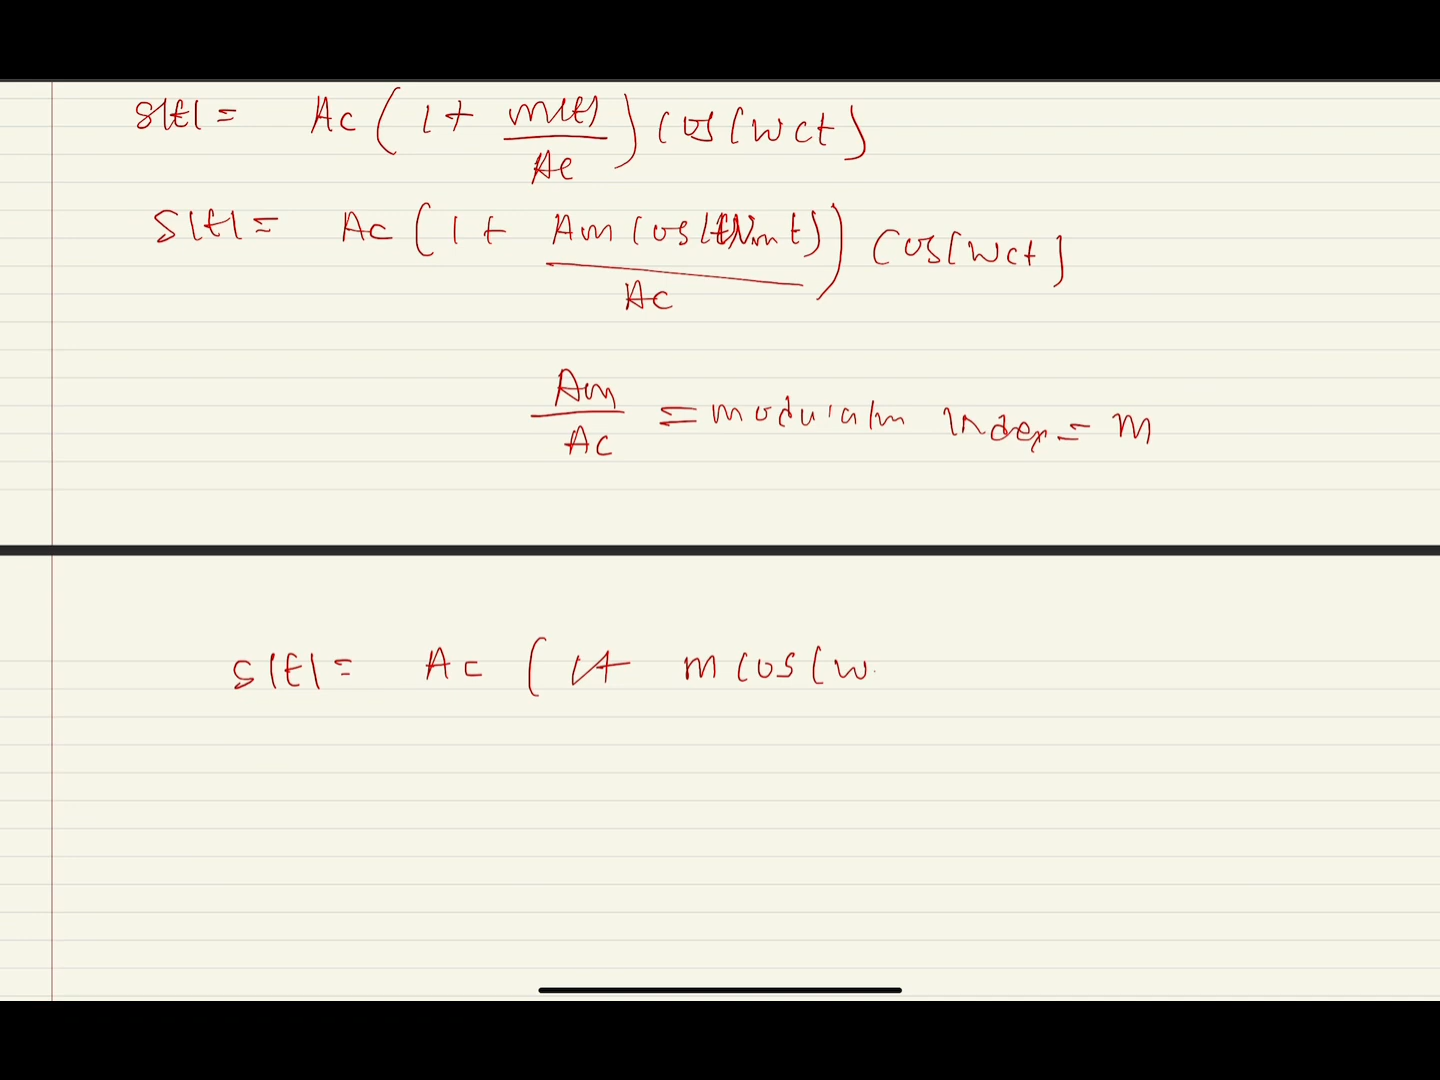 s(t) = Ac ( 1 + m(t) / Ac ) cos(wct)
s(t) = Ac ( 1 + Am cos(wmt) / Ac ) cos(wct)
Am / Ac = modulatn index = m
s(t) = Ac ( 1+ m cos(w